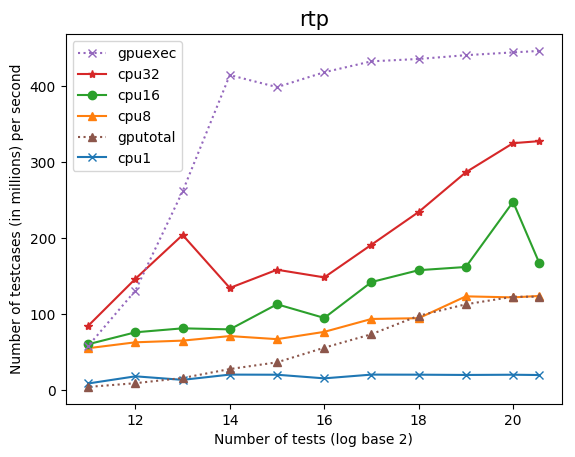 rtp
Number of testcases (in millions) per second
400
300
200
100
0
gpuexec
cpu32
cpu16
cpu8
gputotal
cpu1
12 14 16 18 20
Number of tests (log base 2)